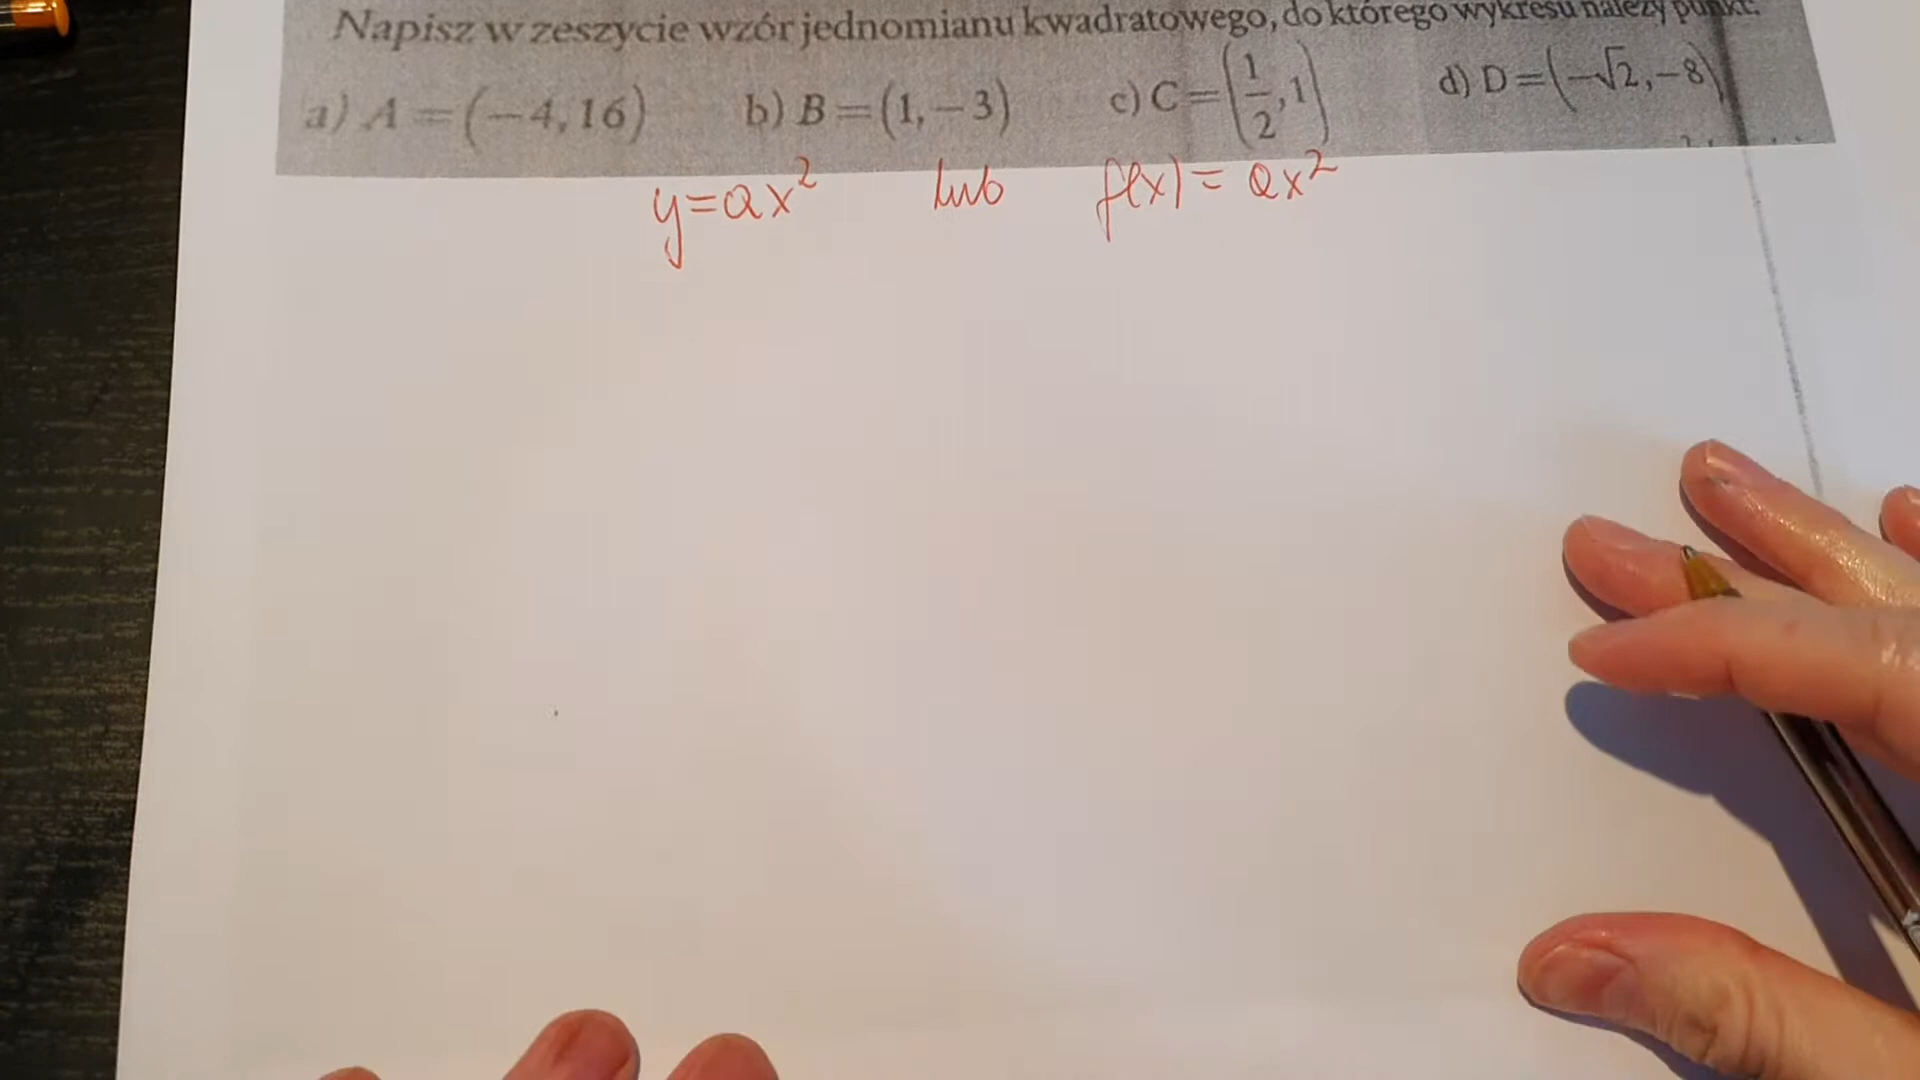 Napisz w zeszycie wzór jednomianu kwadratowego, do którego wykresu należy punkt:
a) A = (−4, 16) b) B = (1, −3) c) C = (1/2, 1) d) D = (−√2, −8)
y = ax² lub f(x) = ax²